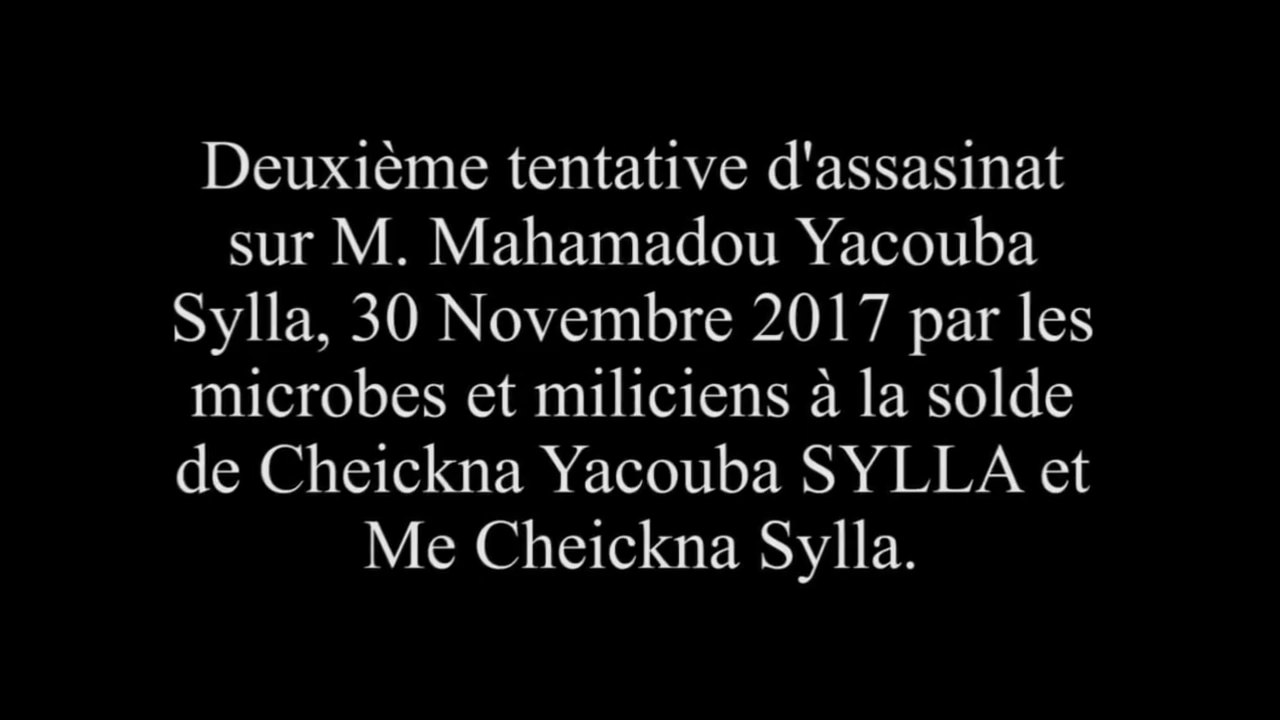 Deuxième tentative d'assasinat
sur M. Mahamadou Yacouba
Sylla, 30 Novembre 2017 par les
microbes et miliciens à la solde
de Cheickna Yacouba SYLLA et
Me Cheickna Sylla.